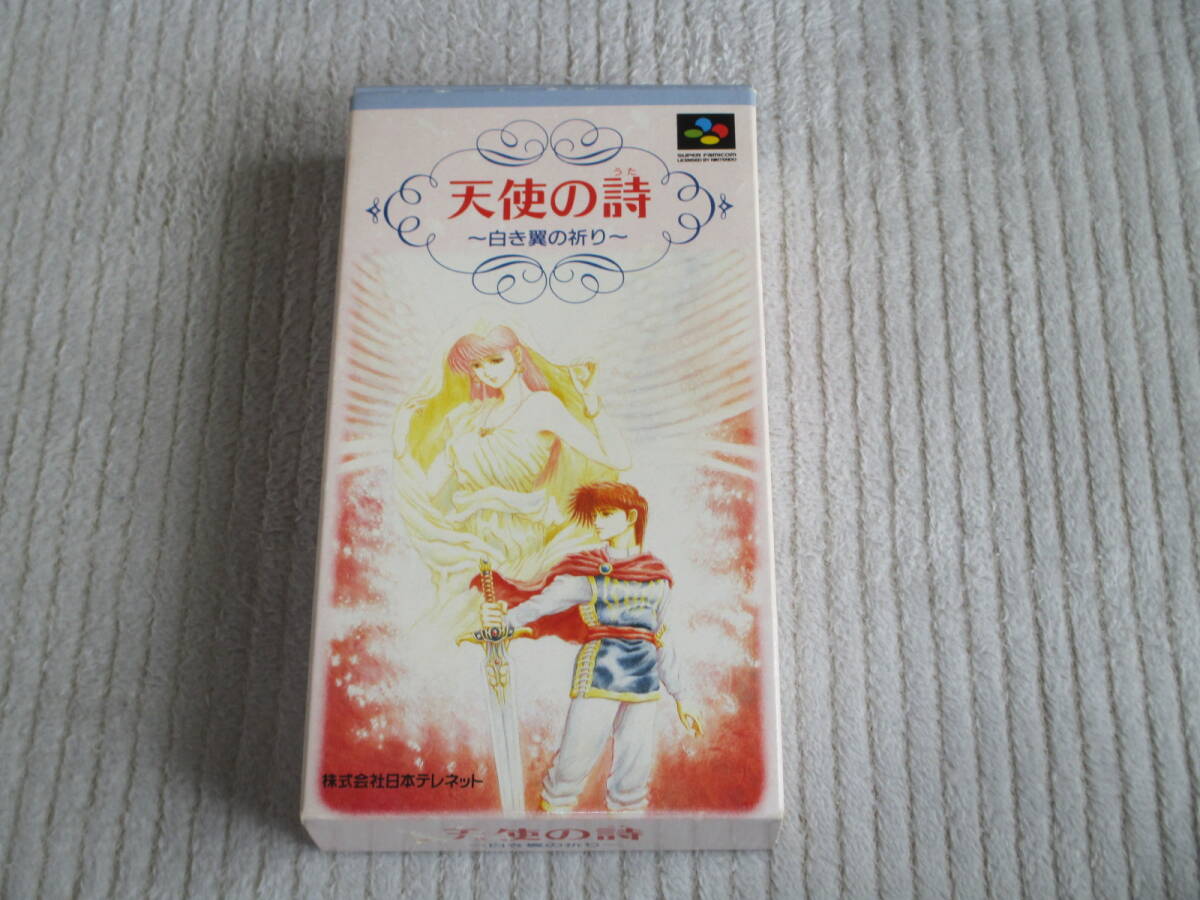 SUPER FAMICOM
LICENSED BY NINTENDO
うた
天使の詩
～白き翼の祈り～
株式会社日本テレネット
天使の詩
～白き翼の祈り～